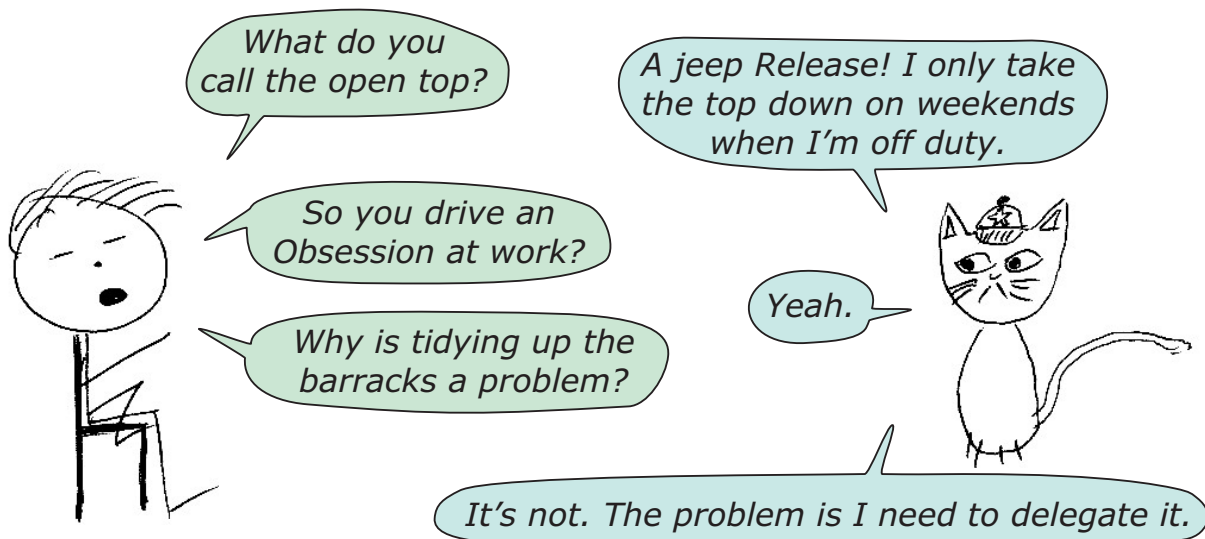 What do you
call the open top?
A jeep Release! I only take
the top down on weekends
when I'm off duty.
So you drive an
Obsession at work?
Yeah.
Why is tidying up the
barracks a problem?
It's not. The problem is I need to delegate it.